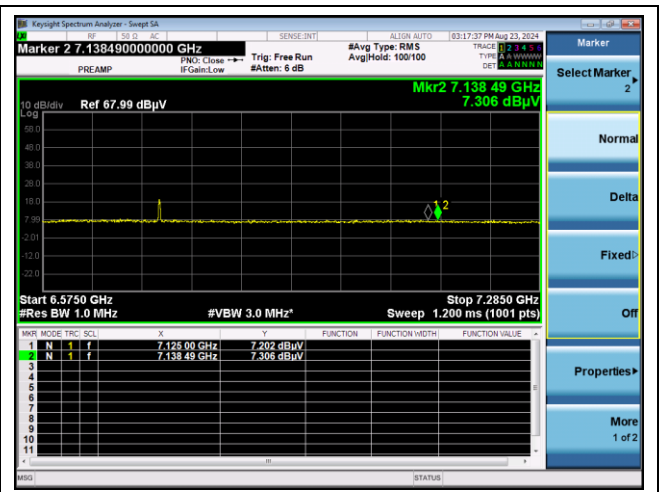 Keysight Spectrum Analyzer - Swept SA
RF 50 Ω AC SENSE:INT ALIGN AUTO 03:17:37 PM Aug 23, 2024
Marker 2 7.138490000000 GHz
PREAMP
PNO: Close
IFGain:Low
Trig: Free Run
#Atten: 6 dB
#Avg Type: RMS
Avg|Hold: 100/100
TRACE 1 2 3 4 5 6
TYPE A A WWWW
DET A A N N N N
Mkr2 7.138 49 GHz
7.306 dBµV
10 dB/div Ref 67.99 dBµV
Log
58.0
48.0
38.0
28.0
18.0
7.99
-2.01
-12.0
-22.0
1 2
Start 6.5750 GHz Stop 7.2850 GHz
#Res BW 1.0 MHz #VBW 3.0 MHz* Sweep 1.200 ms (1001 pts)
MKR MODE TRC SCL X Y FUNCTION FUNCTION WIDTH FUNCTION VALUE
1 N 1 f 7.125 00 GHz 7.202 dBµV
2 N 1 f 7.138 49 GHz 7.306 dBµV
3
4
5
6
7
8
9
10
11
MSG STATUS
Marker
Select Marker
2
Normal
Delta
Fixed
Off
Properties
More
1 of 2